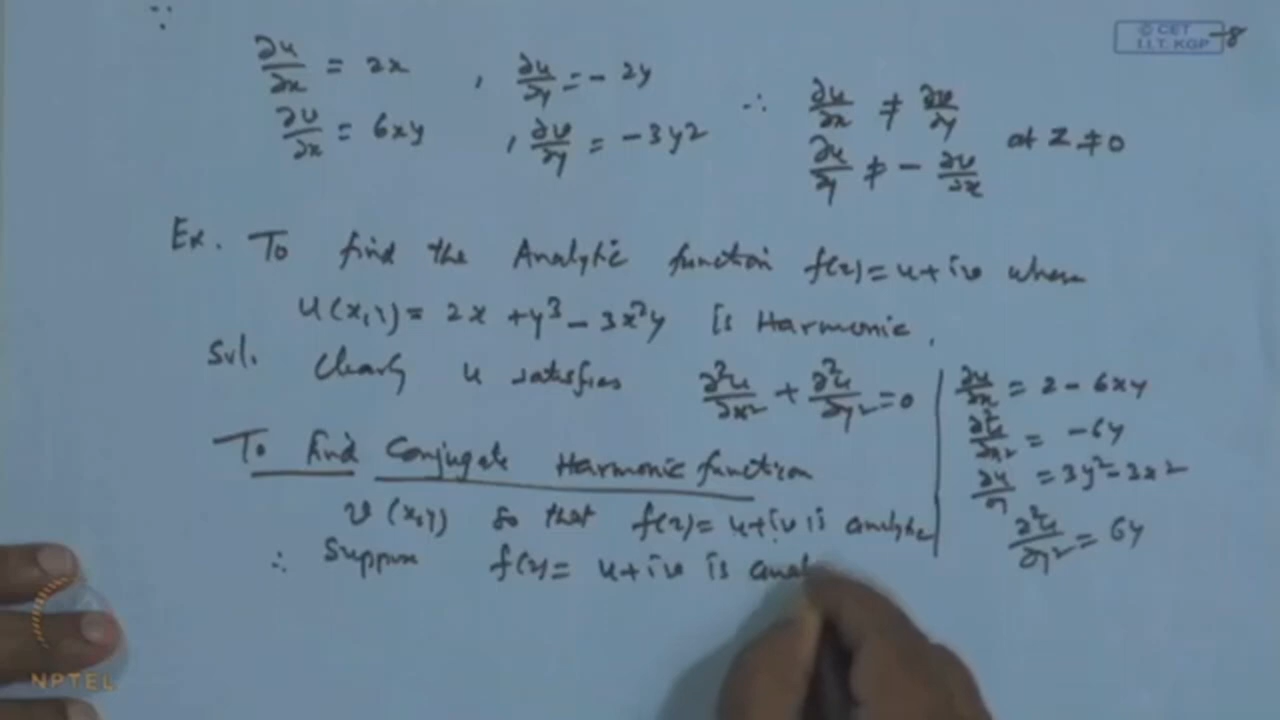 ∵
© CET
I.I.T. KGP
8
∂u/∂x = 2x , ∂u/∂y = - 2y
∂v/∂x = 6xy , ∂v/∂y = - 3y2
∴ ∂u/∂x ≠ ∂v/∂y
∂u/∂y ≠ - ∂v/∂x
at Z ≠ 0
Ex. To find the Analytic function f(z) = u + iv where
u(x,y) = 2x + y³ - 3x²y is Harmonic.
Sol. Clearly u satisfies ∂²u/∂x² + ∂²u/∂y² = 0
∂u/∂x = 2 - 6xy
∂²u/∂x² = -6y
∂u/∂y = 3y² - 3x²
∂²u/∂y² = 6y
To find Conjugate Harmonic function
v(x,y) so that f(z) = u+iv is analytic
∴ Suppose f(z) = u+iv is anal
NPTEL